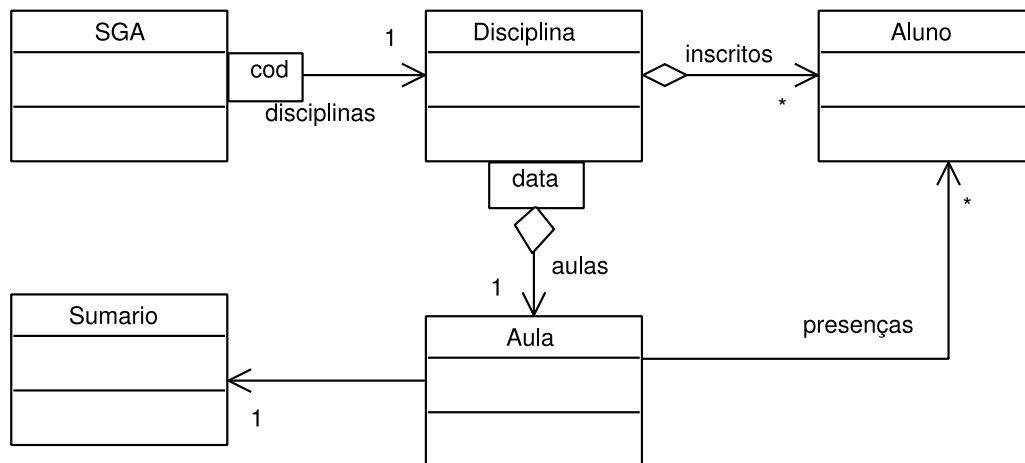 SGA
Disciplina
Aluno
cod
1
inscritos
*
disciplinas
data
*
aulas
1
Sumario
Aula
presenças
1